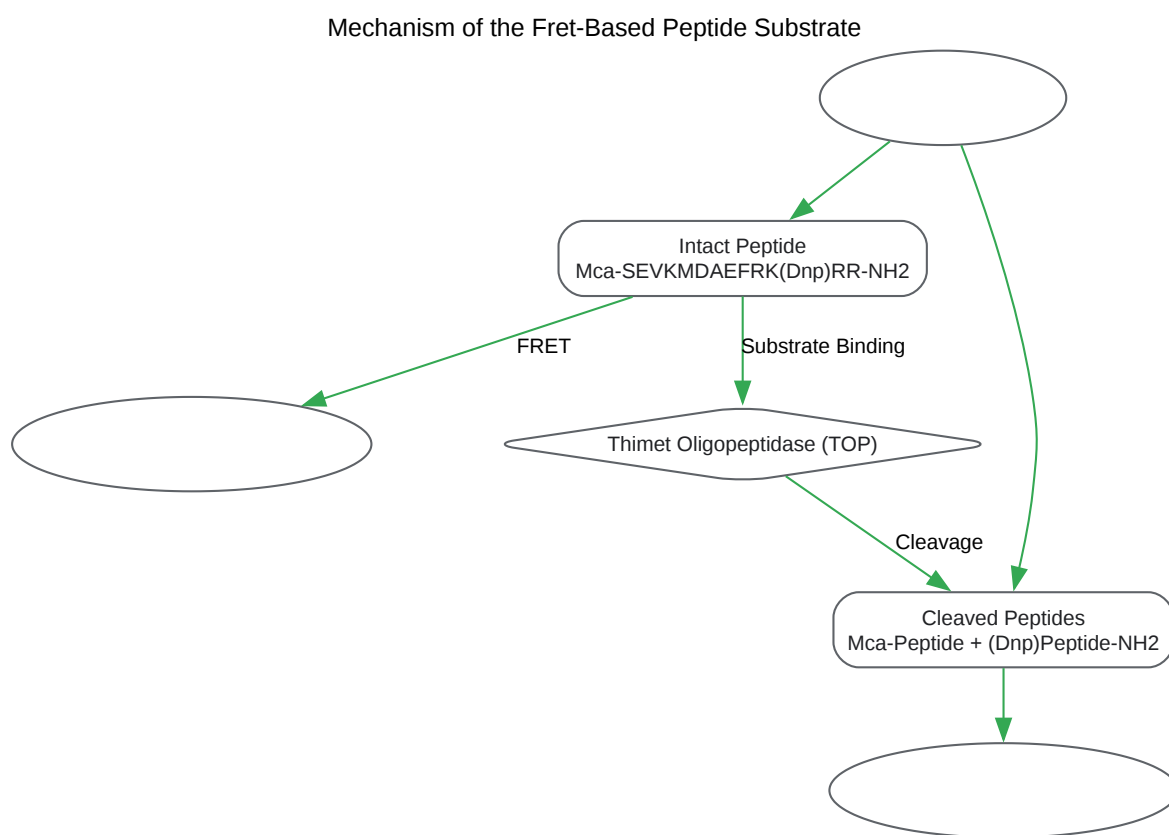 Mechanism of the Fret-Based Peptide Substrate
Intact Peptide
Mca-SEVKMDAEFRK(Dnp)RR-NH2
FRET
Substrate Binding
Thimet Oligopeptidase (TOP)
Cleavage
Cleaved Peptides
Mca-Peptide + (Dnp)Peptide-NH2